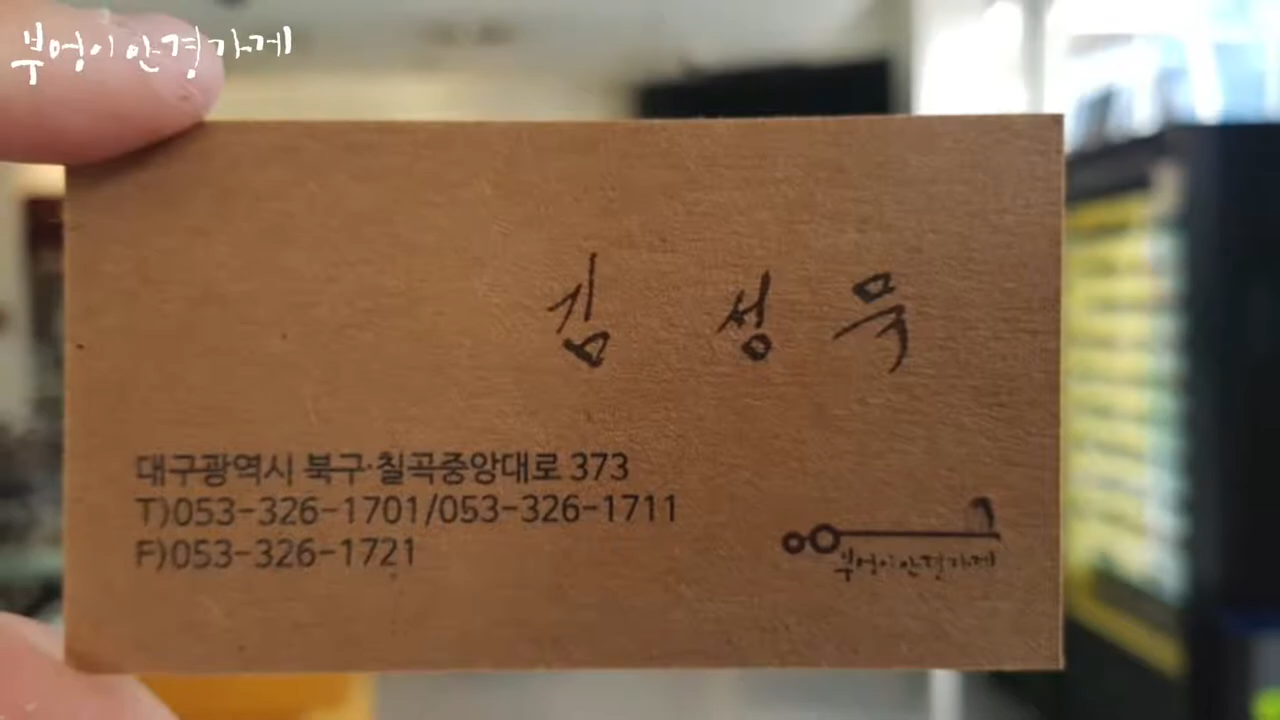 부엉이안경가게
김 성 묵
대구광역시 북구 칠곡중앙대로 373
T)053-326-1701/053-326-1711
F)053-326-1721
부엉이안경가게